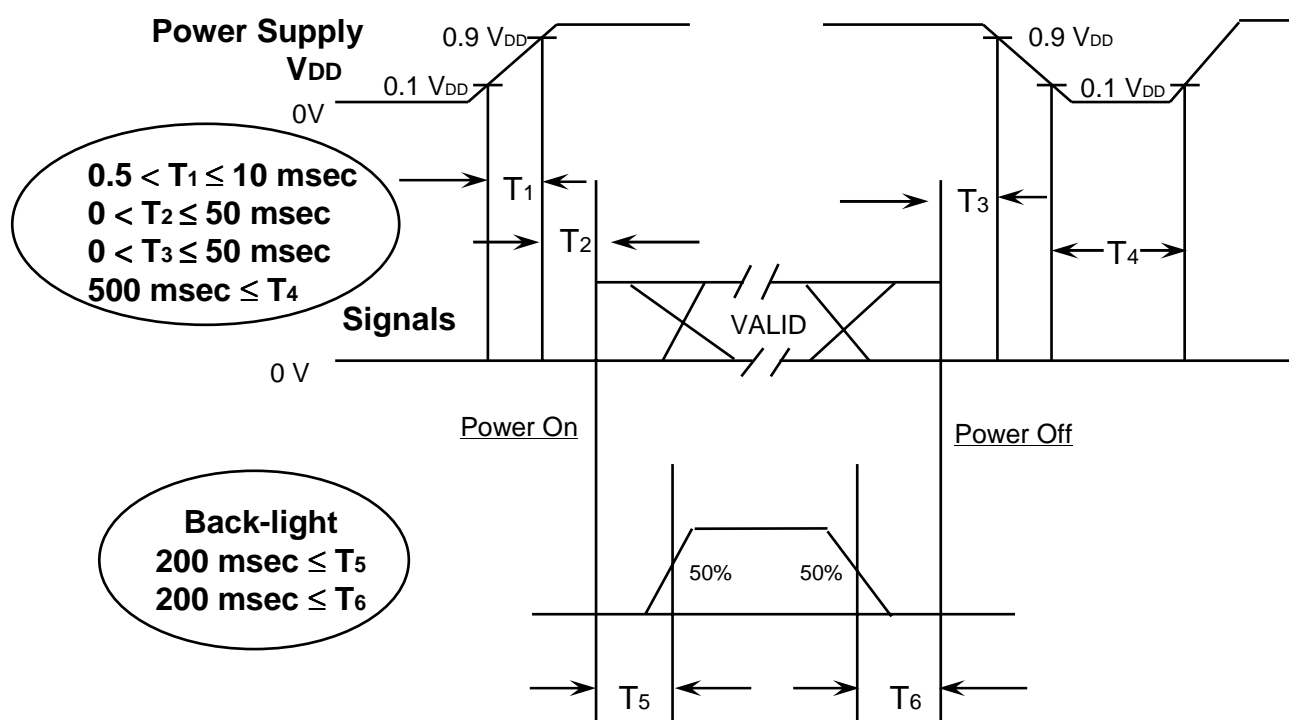 Power Supply
VDD
0.9 VDD
0.1 VDD
0V
0.9 VDD
0.1 VDD
0.5 < T1 ≤ 10 msec
0 < T2 ≤ 50 msec
0 < T3 ≤ 50 msec
500 msec ≤ T4
T1
T2
T3
T4
Signals
VALID
0 V
Power On
Power Off
Back-light
200 msec ≤ T5
200 msec ≤ T6
50%
50%
T5
T6